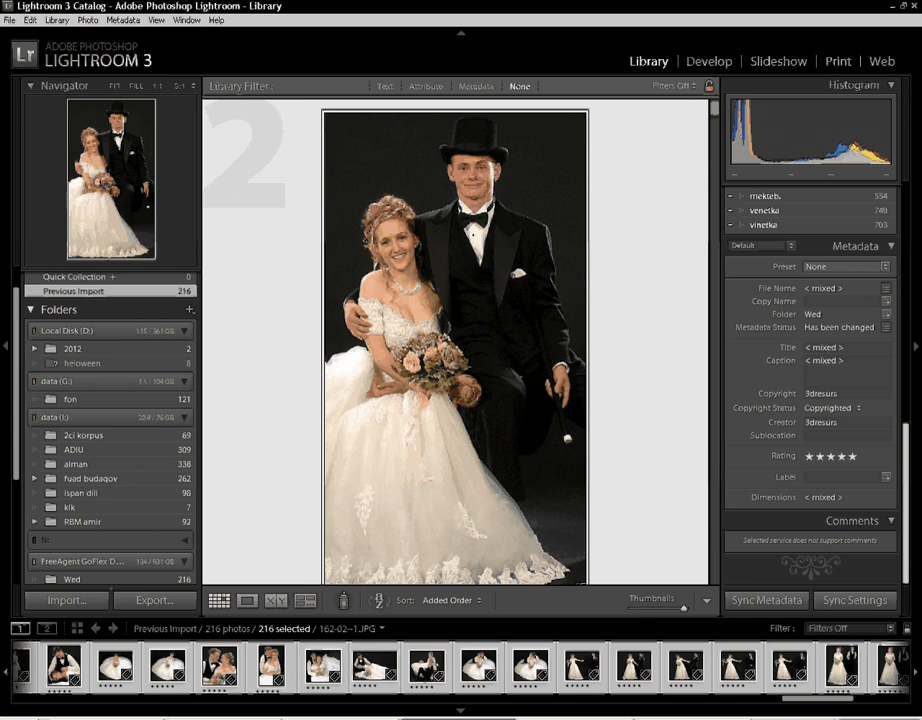 Lightroom 3 Catalog - Adobe Photoshop Lightroom - Library
File Edit Library Photo Metadata View Window Help
Lr ADOBE PHOTOSHOP
LIGHTROOM 3
Library | Develop | Slideshow | Print | Web
Navigator FIT FILL 1:1 3:1
Library Filter: Text | Attribute | Metadata | None Filters Off
Histogram
2
Quick Collection + 0
Previous Import 216
Folders +
Local Disk (D:)
2012 2
heloween 8
data (G:)
fon 121
data (I:)
2ci korpus 69
ADIU 309
alman 338
fuad budaqov 262
ispan dili 98
klk 7
RBM amir 92
N:
FreeAgent GoFlex D...
Wed 216
Import... Export...
mekteb. 554
venetka 749
vinetka 703
Default Metadata
Preset None
File Name < mixed >
Copy Name
Folder Wed
Metadata Status Has been changed
Title < mixed >
Caption < mixed >
Copyright 3dresurs
Copyright Status Copyrighted
Creator 3dresurs
Sublocation
Rating ★★★★★
Label
Dimensions < mixed >
Comments
Selected service does not support comments
Sync Metadata Sync Settings
Sort: Added Order Thumbnails
1 2 Previous Import / 216 photos / 216 selected / 162-02~1.JPG Filter : Filters Off